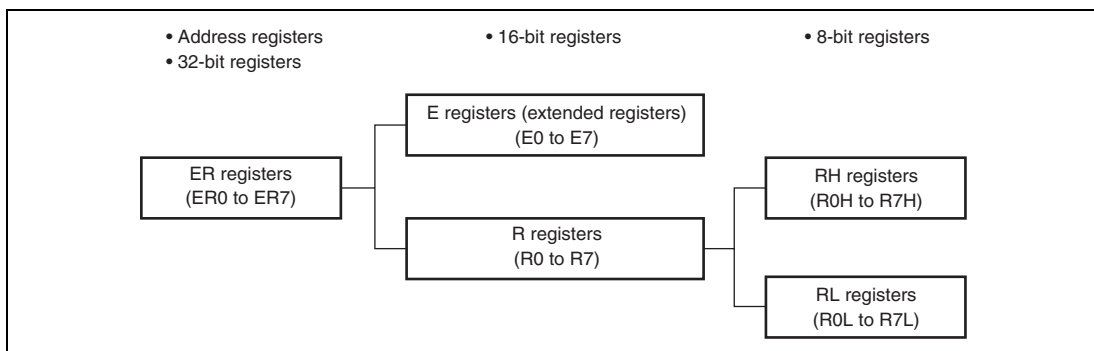 • Address registers
• 32-bit registers
• 16-bit registers
• 8-bit registers
E registers (extended registers)
(E0 to E7)
ER registers
(ER0 to ER7)
RH registers
(R0H to R7H)
R registers
(R0 to R7)
RL registers
(R0L to R7L)